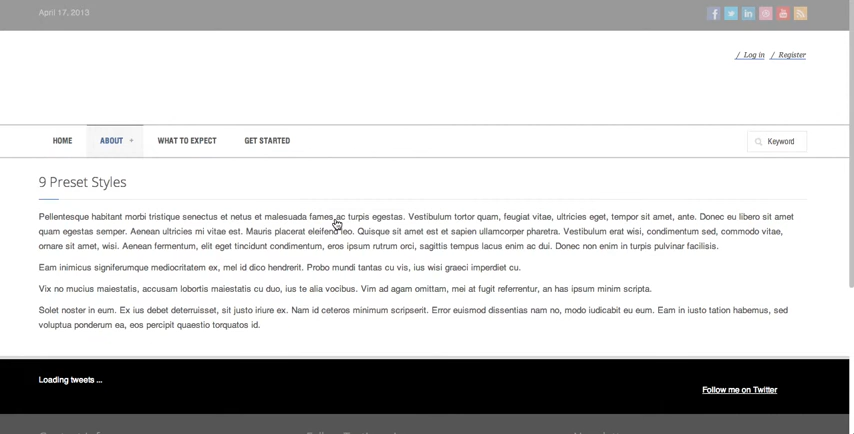 April 17, 2013
/ Log in / Register
HOME ABOUT + WHAT TO EXPECT GET STARTED Keyword
9 Preset Styles
Pellentesque habitant morbi tristique senectus et netus et malesuada fames ac turpis egestas. Vestibulum tortor quam, feugiat vitae, ultricies eget, tempor sit amet, ante. Donec eu libero sit amet
quam egestas semper. Aenean ultricies mi vitae est. Mauris placerat eleifend leo. Quisque sit amet est et sapien ullamcorper pharetra. Vestibulum erat wisi, condimentum sed, commodo vitae,
ornare sit amet, wisi. Aenean fermentum, elit eget tincidunt condimentum, eros ipsum rutrum orci, sagittis tempus lacus enim ac dui. Donec non enim in turpis pulvinar facilisis.
Eam inimicus signiferumque mediocritatem ex, mel id dico hendrerit. Probo mundi tantas cu vis, ius wisi graeci imperdiet cu.
Vix no mucius maiestatis, accusam lobortis maiestatis cu duo, ius te alia vocibus. Vim ad agam omittam, mei at fugit referrentur, an has ipsum minim scripta.
Solet noster in eum. Ex ius debet deterruisset, sit justo iriure ex. Nam id ceteros minimum scripserit. Error euismod dissentias nam no, modo iudicabit eu eum. Eam in iusto tation habemus, sed
voluptua ponderum ea, eos percipit quaestio torquatos id.
Loading tweets ...
Follow me on Twitter